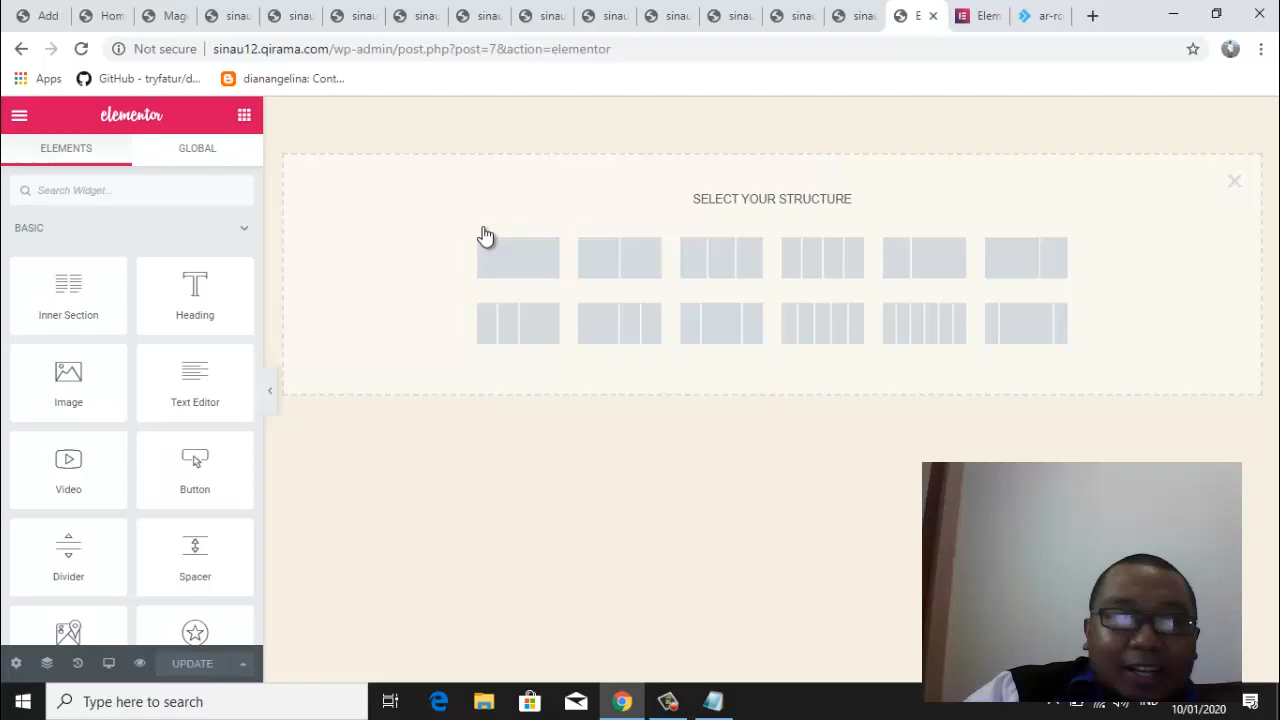 Add
Hom
Mag
sinau
sinau
sinau
sinau
sinau
sinau
sinau
sinau
sinau
sinau
sinau
E
Elem
ar-ro
Not secure
sinau12.qirama.com/wp-admin/post.php?post=7&action=elementor
Apps
GitHub - tryfatur/d...
dianangelina: Cont...
elementor
ELEMENTS
GLOBAL
Search Widget...
SELECT YOUR STRUCTURE
BASIC
Inner Section
Heading
Image
Text Editor
Video
Button
Divider
Spacer
UPDATE
Type here to search
10/01/2020